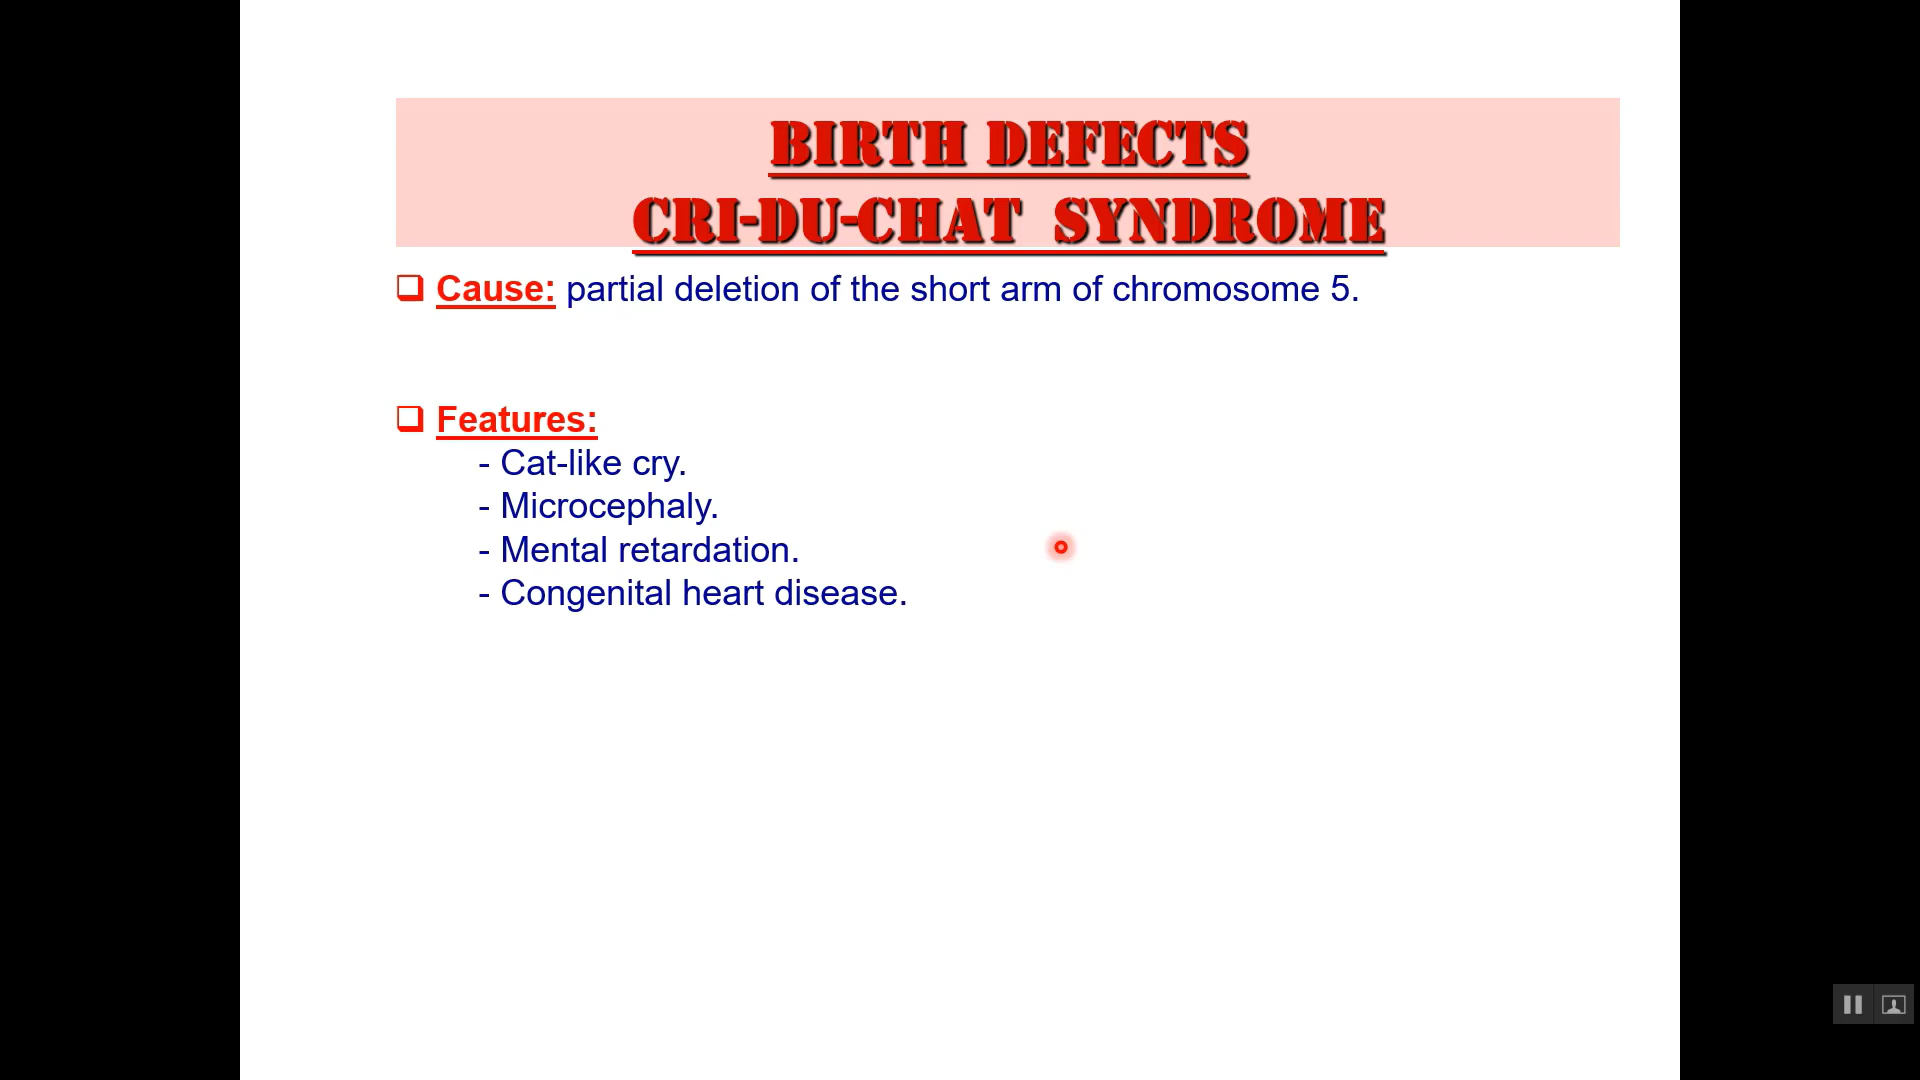 BIRTH DEFECTS
CRI-DU-CHAT SYNDROME
❑ Cause: partial deletion of the short arm of chromosome 5.
❑ Features:
- Cat-like cry.
- Microcephaly.
- Mental retardation.
- Congenital heart disease.